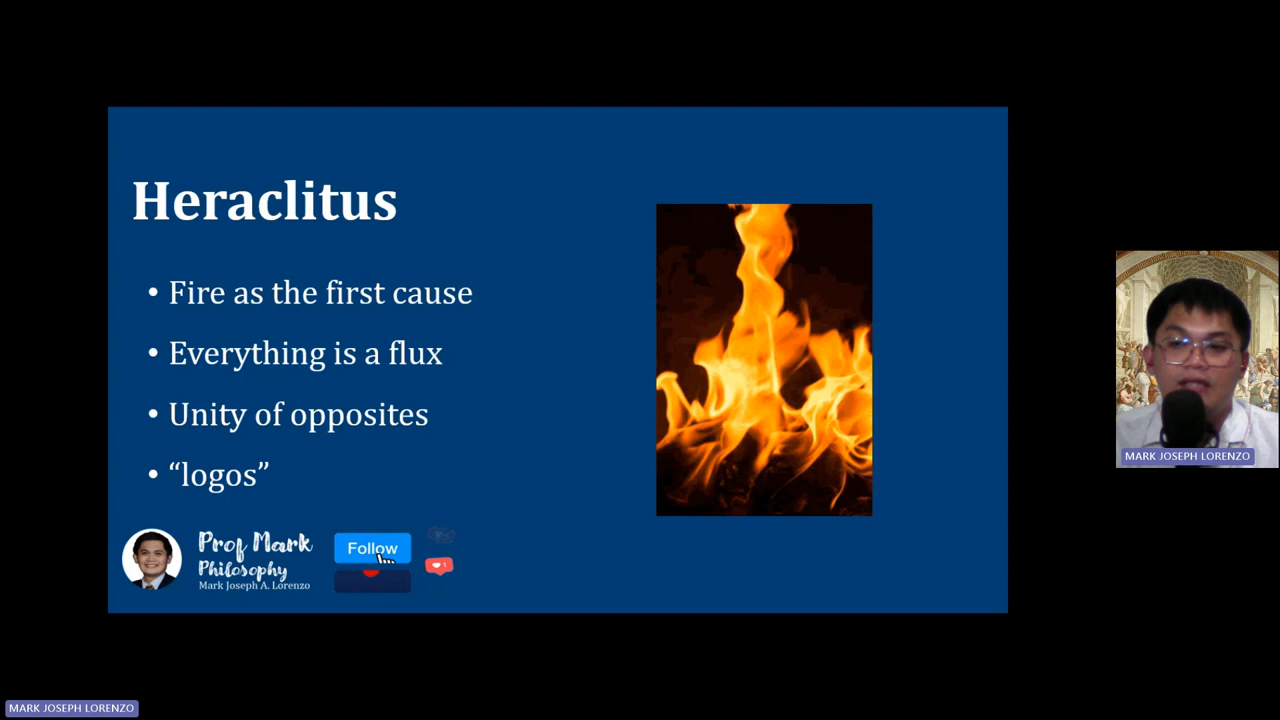 Heraclitus
• Fire as the first cause
• Everything is a flux
• Unity of opposites
• “logos”
Prof Mark
Philosophy
Mark Joseph A. Lorenzo
Follow
1
MARK JOSEPH LORENZO
MARK JOSEPH LORENZO